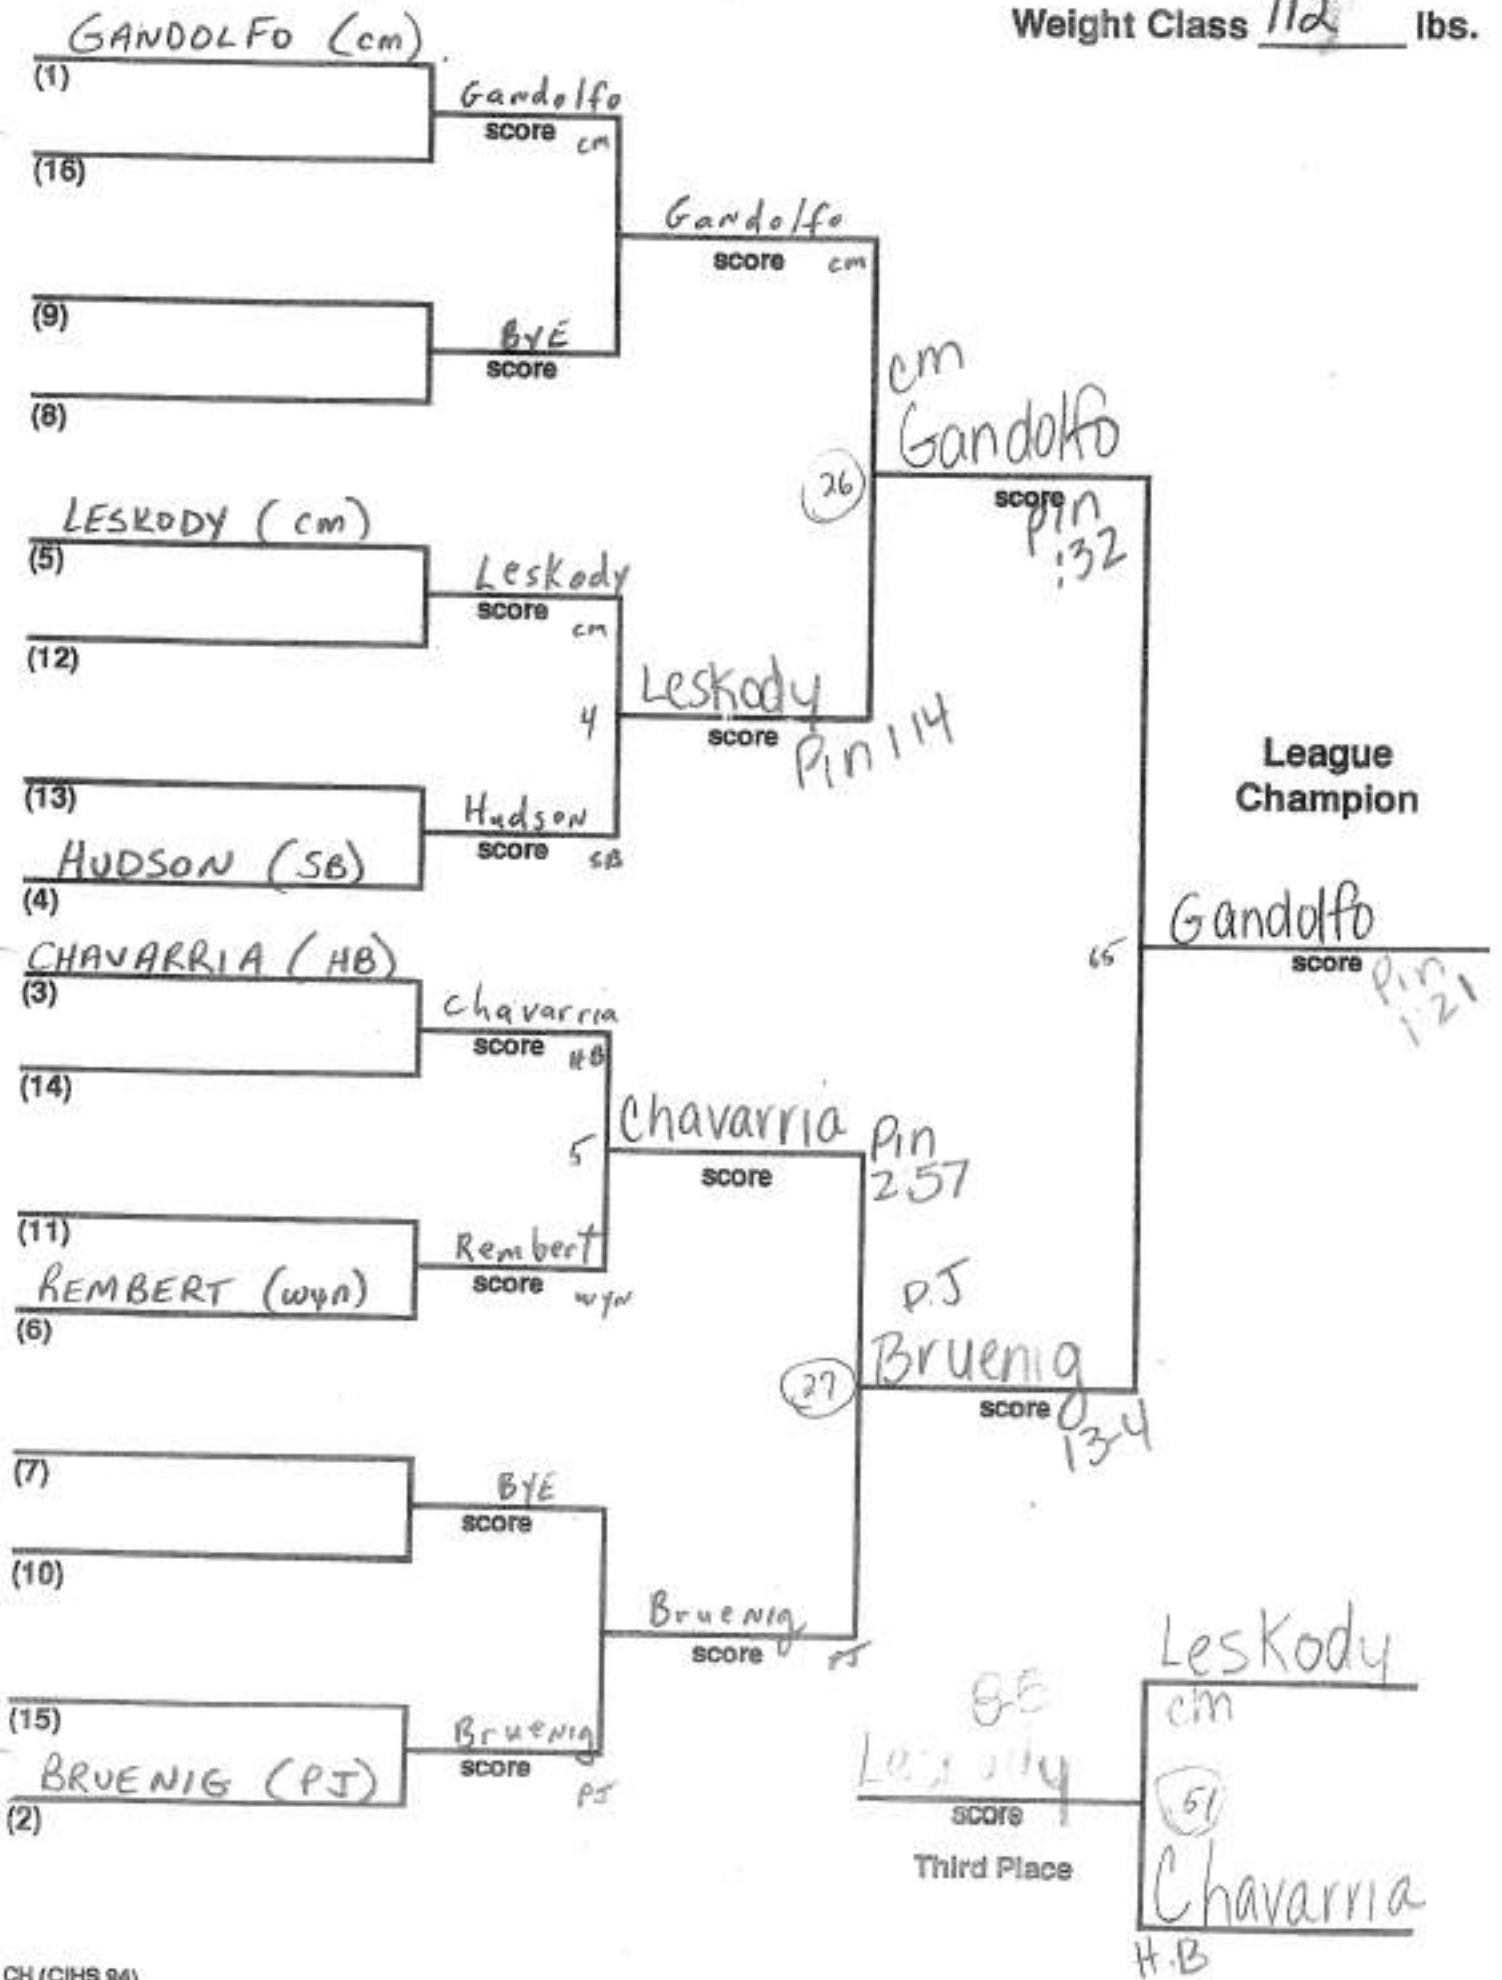 Weight Class 112 lbs.
GANDOLFO (cm)
(1)
Gandolfo
score cm
(16)
Gandolfo
score cm
(9)
BYE
score
(8)
cm
Gandolfo
26
score
pin
:32
LESKODY (cm)
(5)
Leskody
score
cm
(12)
Leskody
4
score
Pin 1 14
(13)
Hudson
score SB
HUDSON (SB)
(4)
League
Champion
Gandolfo
65
score
Pin
1:21
CHAVARRIA (HB)
(3)
Chavarria
score HB
(14)
Chavarria
5
score
Pin
2 57
(11)
Rembert
score
wyn
REMBERT (wyn)
(6)
P.J
Bruenig
27
score
13-4
(7)
BYE
score
(10)
Bruenig
score PJ
(15)
Bruenig
score
PJ
BRUENIG (PJ)
(2)
Leskody
cm
Leskody
score
51
Third Place
Chavarria
H.B
CH (CIHS 94)